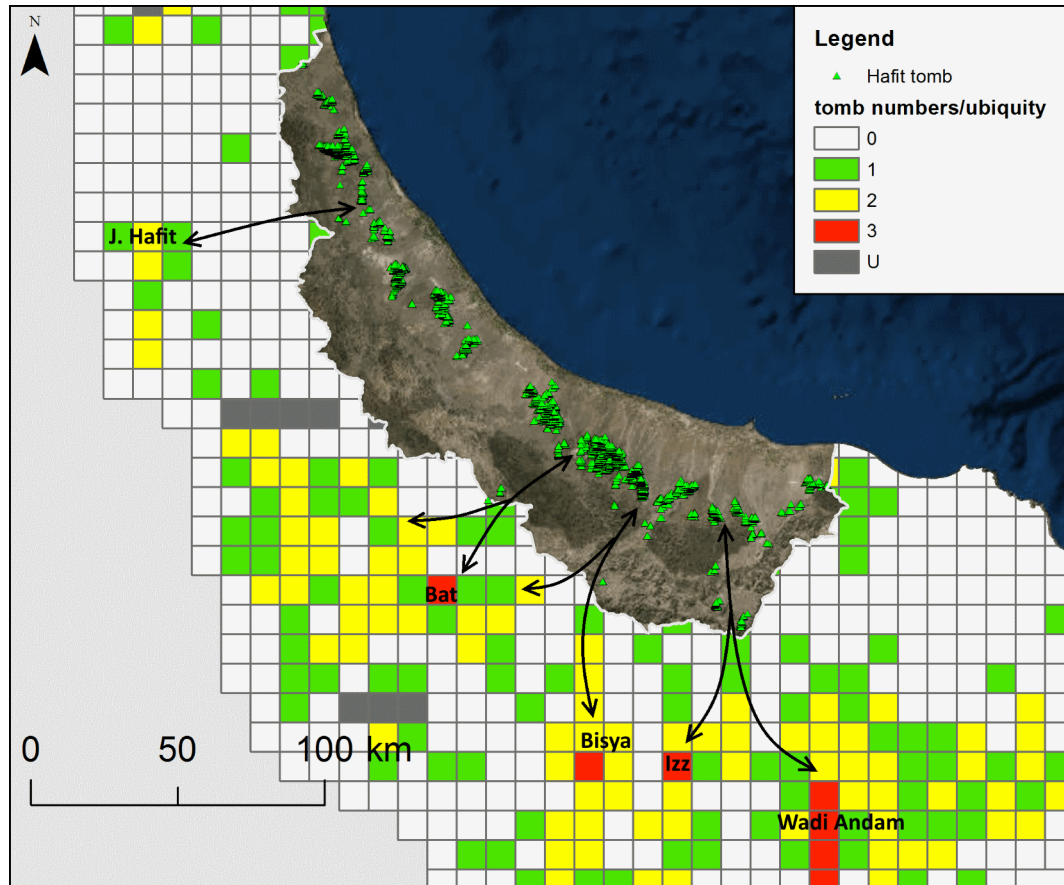 N
Legend
Hafit tomb
tomb numbers/ubiquity
0
1
2
3
U
J. Hafit
Bat
Bisya
Izz
Wadi Andam
0 50 100 km